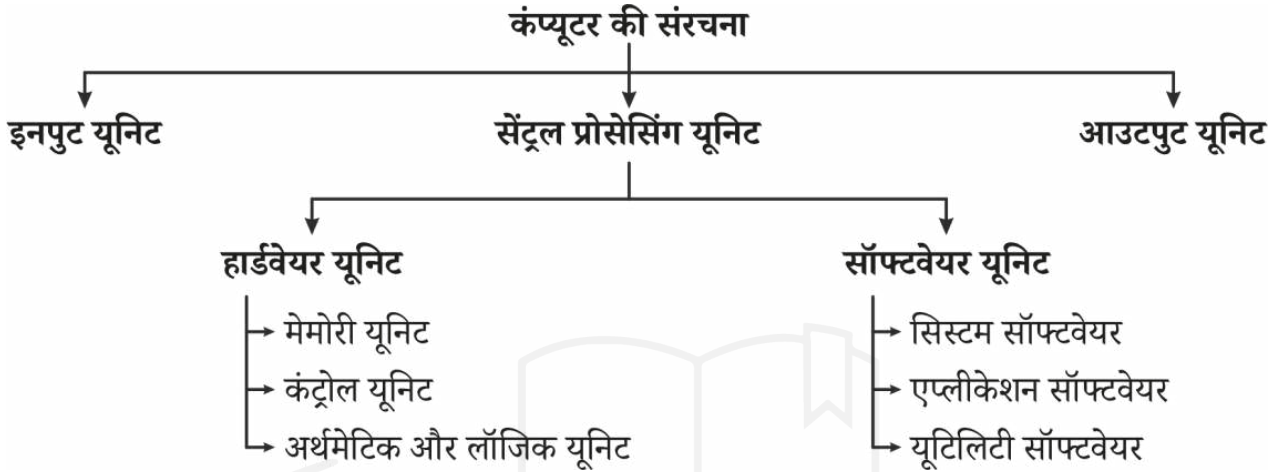 कंप्यूटर की संरचना
इनपुट यूनिट
सेंट्रल प्रोसेसिंग यूनिट
आउटपुट यूनिट
हार्डवेयर यूनिट
मेमोरी यूनिट
कंट्रोल यूनिट
अर्थमेटिक और लॉजिक यूनिट
सॉफ्टवेयर यूनिट
सिस्टम सॉफ्टवेयर
एप्लीकेशन सॉफ्टवेयर
यूटिलिटी सॉफ्टवेयर